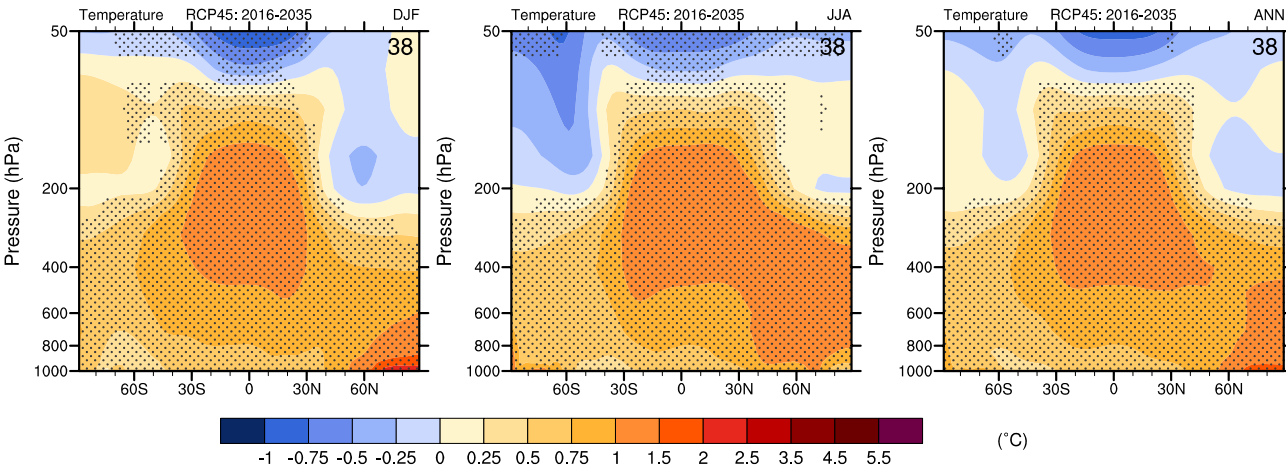 Temperature RCP45: 2016-2035 DJF
38
50
200
400
600
800
1000
Pressure (hPa)
60S 30S 0 30N 60N
Temperature RCP45: 2016-2035 JJA
38
50
200
400
600
800
1000
Pressure (hPa)
60S 30S 0 30N 60N
Temperature RCP45: 2016-2035 ANN
38
50
200
400
600
800
1000
Pressure (hPa)
60S 30S 0 30N 60N
-1 -0.75 -0.5 -0.25 0 0.25 0.5 0.75 1 1.5 2 2.5 3.5 4.5 5.5
(°C)